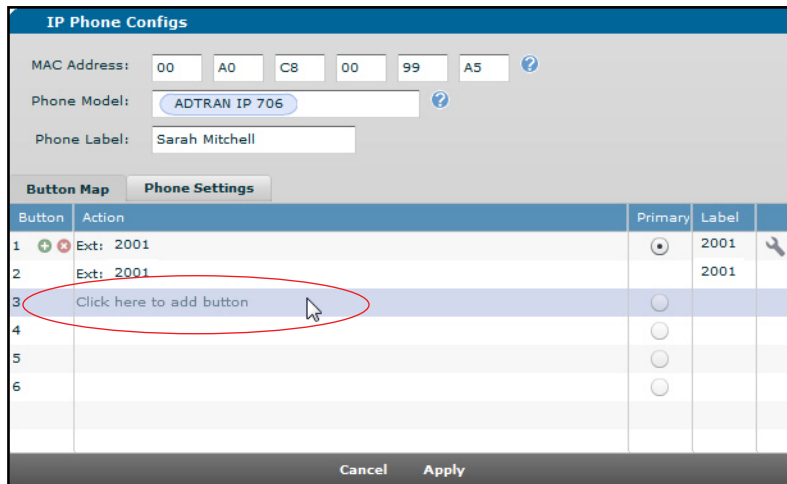 IP Phone Configs
MAC Address: 00 A0 C8 00 99 A5 ?
Phone Model: ADTRAN IP 706 ?
Phone Label: Sarah Mitchell
Button Map Phone Settings
Button Action Primary Label
1 Ext: 2001 2001
2 Ext: 2001 2001
3 Click here to add button
4
5
6
Cancel Apply